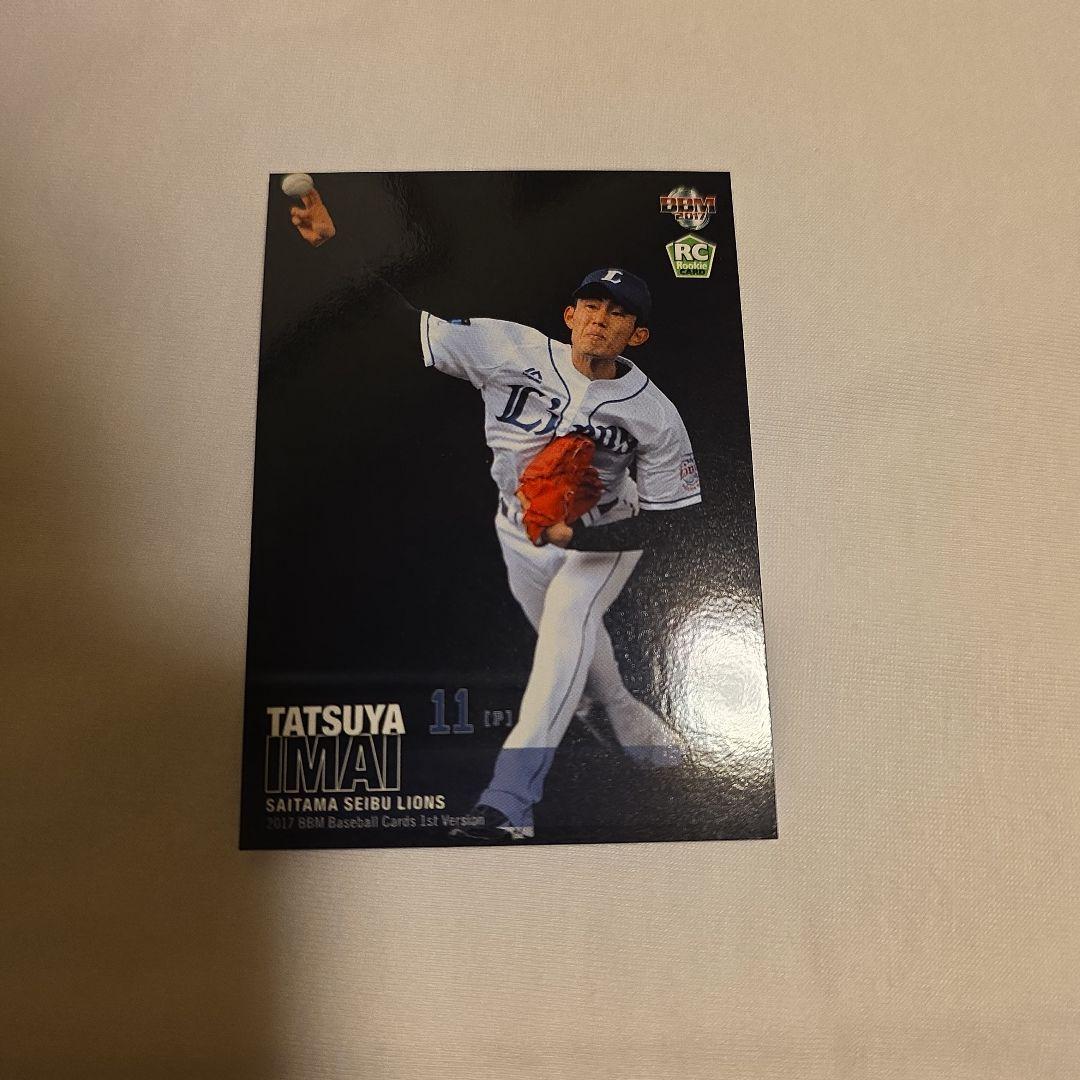 BBM
2017
RC
Rookie
CARD
L
Lions
TATSUYA 11 [P]
IMAI
SAITAMA SEIBU LIONS
2017 BBM Baseball Cards 1st Version